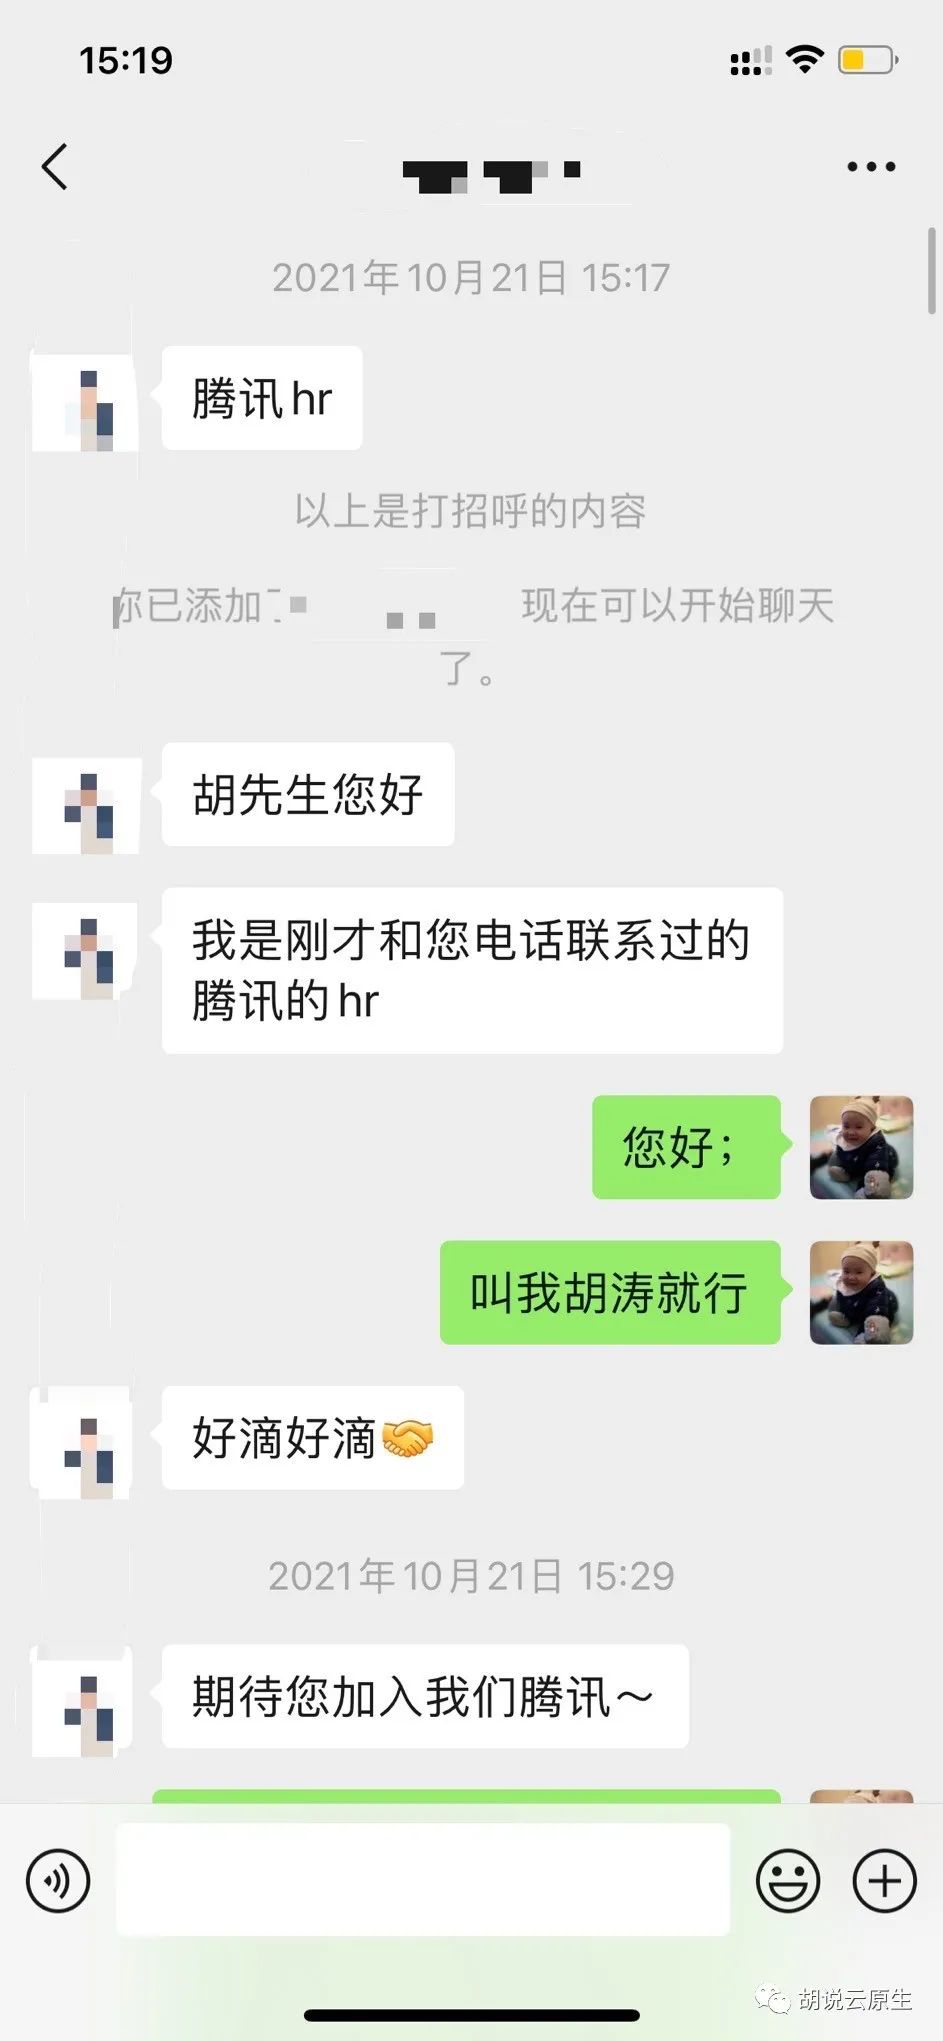 15:19
2021年10月21日 15:17
腾讯hr
以上是打招呼的内容
你已添加了 现在可以开始聊天
了。
胡先生您好
我是刚才和您电话联系过的
腾讯的hr
您好；
叫我胡涛就行
好滴好滴🤝
2021年10月21日 15:29
期待您加入我们腾讯～
胡说云原生